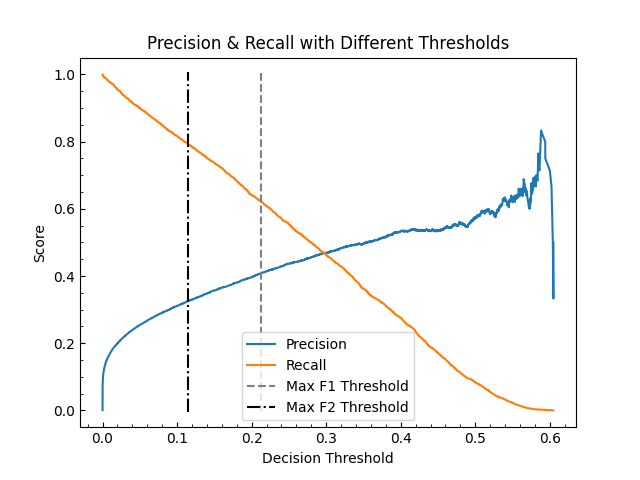 Precision & Recall with Different Thresholds
1.0
0.8
0.6
0.4
0.2
0.0
Score
Precision
Recall
Max F1 Threshold
Max F2 Threshold
0.0 0.1 0.2 0.3 0.4 0.5 0.6
Decision Threshold